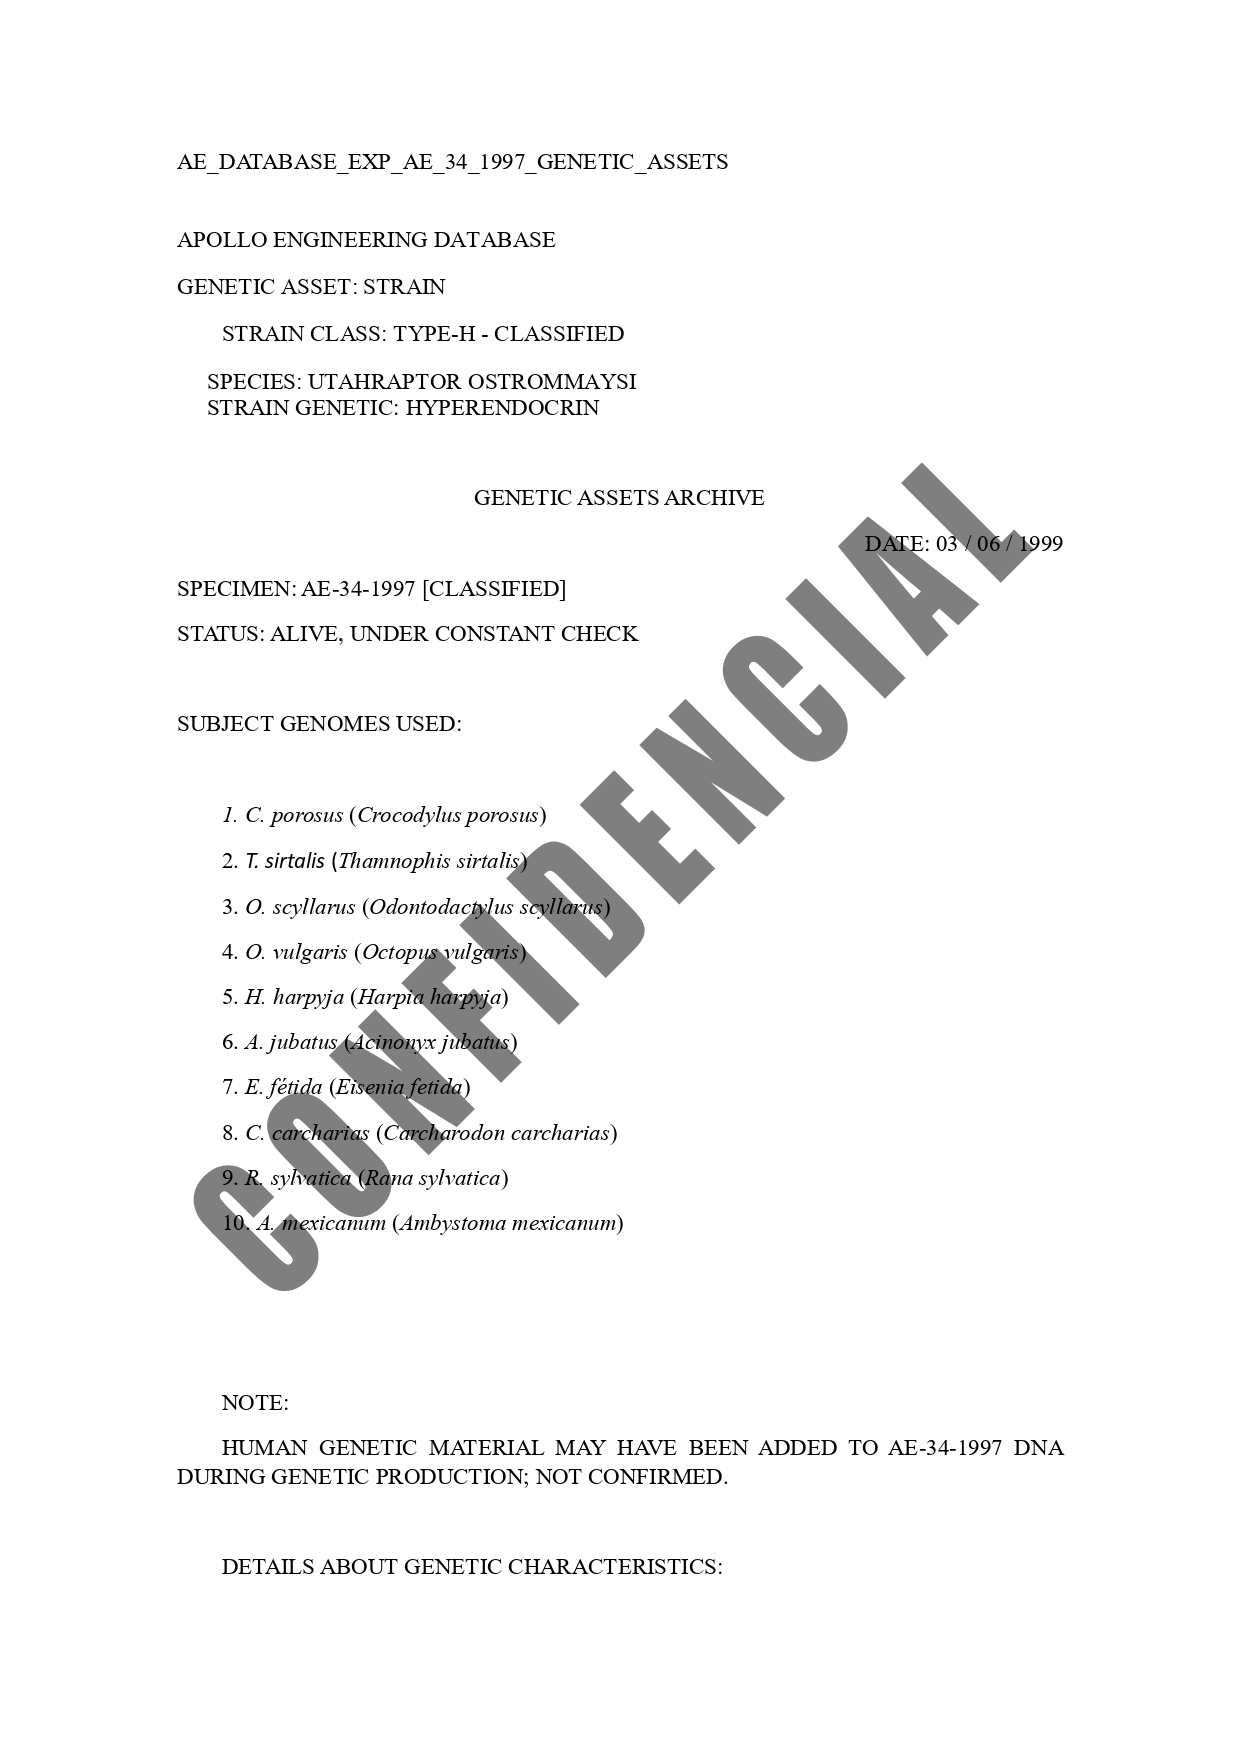 AE_DATABASE_EXP_AE_34_1997_GENETIC_ASSETS
APOLLO ENGINEERING DATABASE
GENETIC ASSET: STRAIN
STRAIN CLASS: TYPE-H - CLASSIFIED
SPECIES: UTAHRAPTOR OSTROMMAYSI
STRAIN GENETIC: HYPERENDOCRIN
GENETIC ASSETS ARCHIVE
DATE: 03 / 06 / 1999
SPECIMEN: AE-34-1997 [CLASSIFIED]
STATUS: ALIVE, UNDER CONSTANT CHECK
SUBJECT GENOMES USED:
1. C. porosus (Crocodylus porosus)
2. T. sirtalis (Thamnophis sirtalis)
3. O. scyllarus (Odontodactylus scyllarus)
4. O. vulgaris (Octopus vulgaris)
5. H. harpyja (Harpia harpyja)
6. A. jubatus (Acinonyx jubatus)
7. E. fétida (Eisenia fetida)
8. C. carcharias (Carcharodon carcharias)
9. R. sylvatica (Rana sylvatica)
10. A. mexicanum (Ambystoma mexicanum)
CONFIDENCIAL
NOTE:
HUMAN GENETIC MATERIAL MAY HAVE BEEN ADDED TO AE-34-1997 DNA
DURING GENETIC PRODUCTION; NOT CONFIRMED.
DETAILS ABOUT GENETIC CHARACTERISTICS: